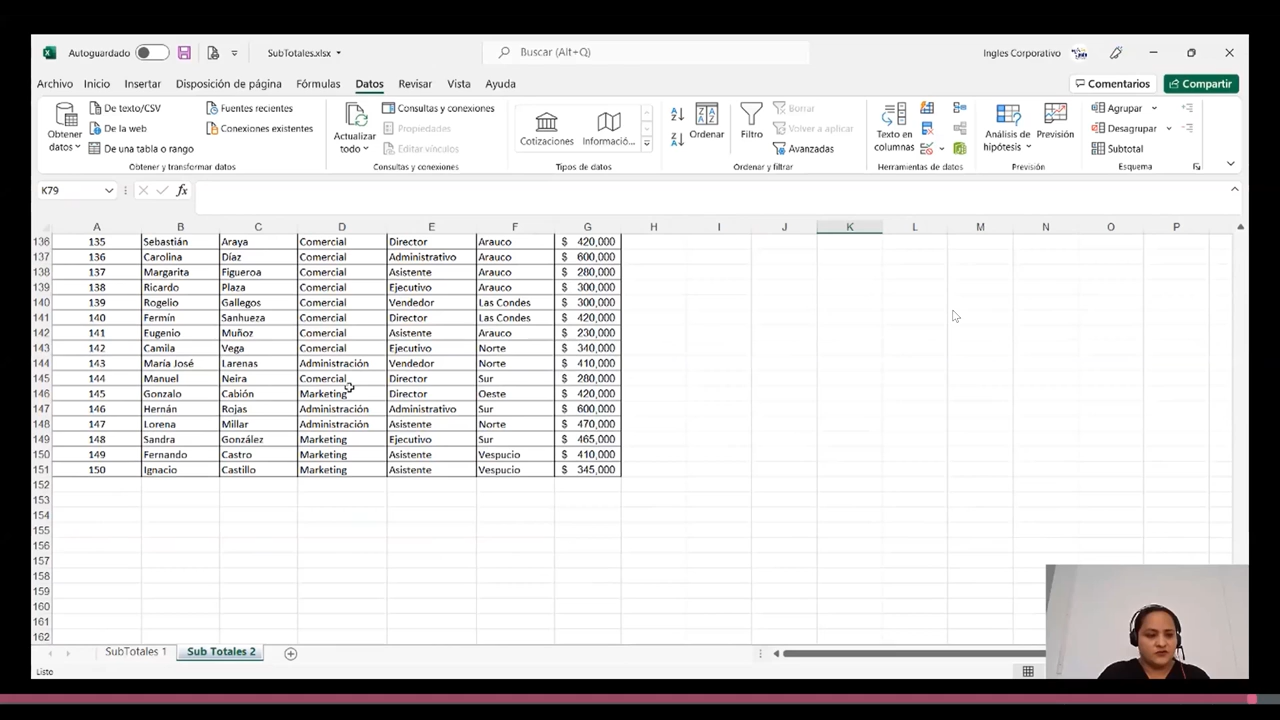 Autoguardado SubTotales.xlsx Buscar (Alt+Q) Ingles Corporativo
Archivo Inicio Insertar Disposición de página Fórmulas Datos Revisar Vista Ayuda Comentarios Compartir
Obtener datos
De texto/CSV
De la web
De una tabla o rango
Fuentes recientes
Conexiones existentes
Obtener y transformar datos
Actualizar todo
Consultas y conexiones
Propiedades
Editar vínculos
Consultas y conexiones
Cotizaciones
Informació...
Tipos de datos
Ordenar
Filtro
Borrar
Volver a aplicar
Avanzadas
Ordenar y filtrar
Texto en columnas
Herramientas de datos
Análisis de hipótesis
Previsión
Previsión
Agrupar
Desagrupar
Subtotal
Esquema
K79 fx
A B C D E F G H I J K L M N O P
136 135 Sebastián Araya Comercial Director Arauco $ 420,000
137 136 Carolina Díaz Comercial Administrativo Arauco $ 600,000
138 137 Margarita Figueroa Comercial Asistente Arauco $ 280,000
139 138 Ricardo Plaza Comercial Ejecutivo Arauco $ 300,000
140 139 Rogelio Gallegos Comercial Vendedor Las Condes $ 300,000
141 140 Fermín Sanhueza Comercial Director Las Condes $ 420,000
142 141 Eugenio Muñoz Comercial Asistente Arauco $ 230,000
143 142 Camila Vega Comercial Ejecutivo Norte $ 340,000
144 143 María José Larenas Administración Vendedor Norte $ 410,000
145 144 Manuel Neira Comercial Director Sur $ 280,000
146 145 Gonzalo Cabión Marketing Director Oeste $ 420,000
147 146 Hernán Rojas Administración Administrativo Sur $ 600,000
148 147 Lorena Millar Administración Asistente Norte $ 470,000
149 148 Sandra González Marketing Ejecutivo Sur $ 465,000
150 149 Fernando Castro Marketing Asistente Vespucio $ 410,000
151 150 Ignacio Castillo Marketing Asistente Vespucio $ 345,000
152
153
154
155
156
157
158
159
160
161
162
SubTotales 1 Sub Totales 2
Listo